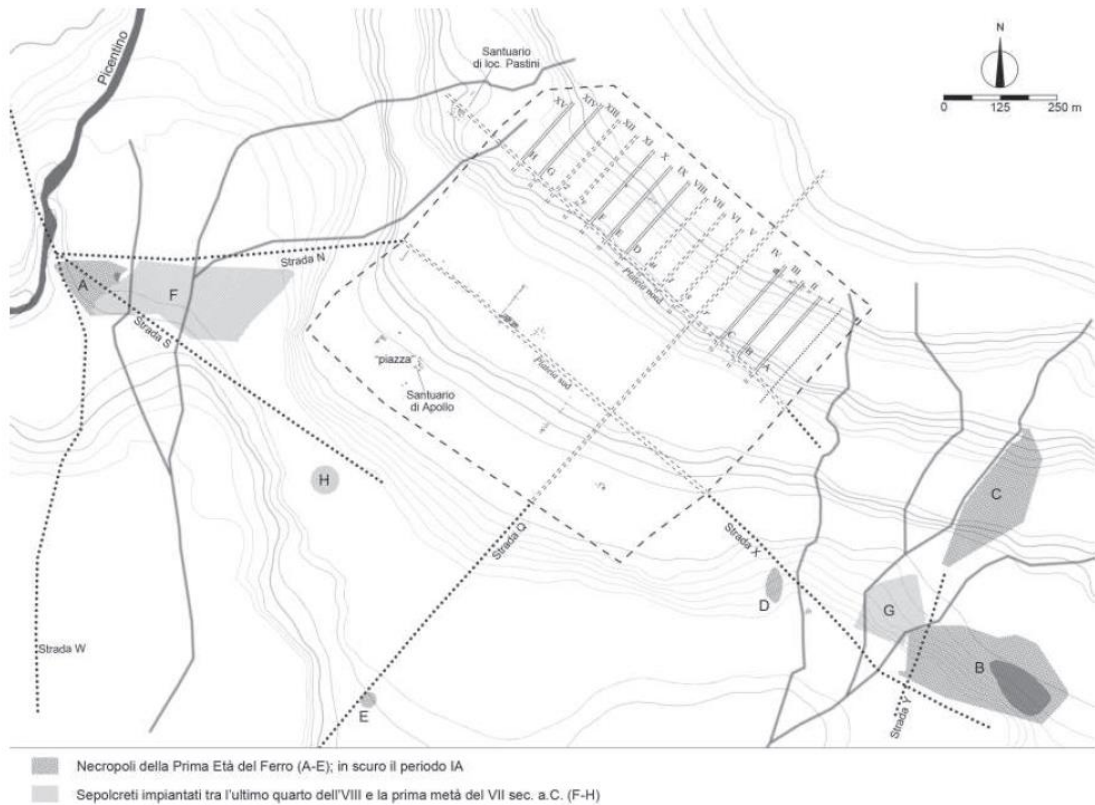 N
0 125 250 m
Picentino
Santuario
di loc. Pastini
XV
XIV
XIII
XII
XI
X
IX
VIII
VII
VI
V
IV
III
II
I
H
G
F
E
D
C
B
A
Plateia nord
Plateia sud
Strada N
A
F
Strada S
"piazza"
Santuario
di Apollo
H
Strada Q
Strada X
C
D
G
B
Strada W
E
Strada Y
Necropoli della Prima Età del Ferro (A-E); in scuro il periodo IA
Sepolcreti impiantati tra l'ultimo quarto dell'VIII e la prima metà del VII sec. a.C. (F-H)